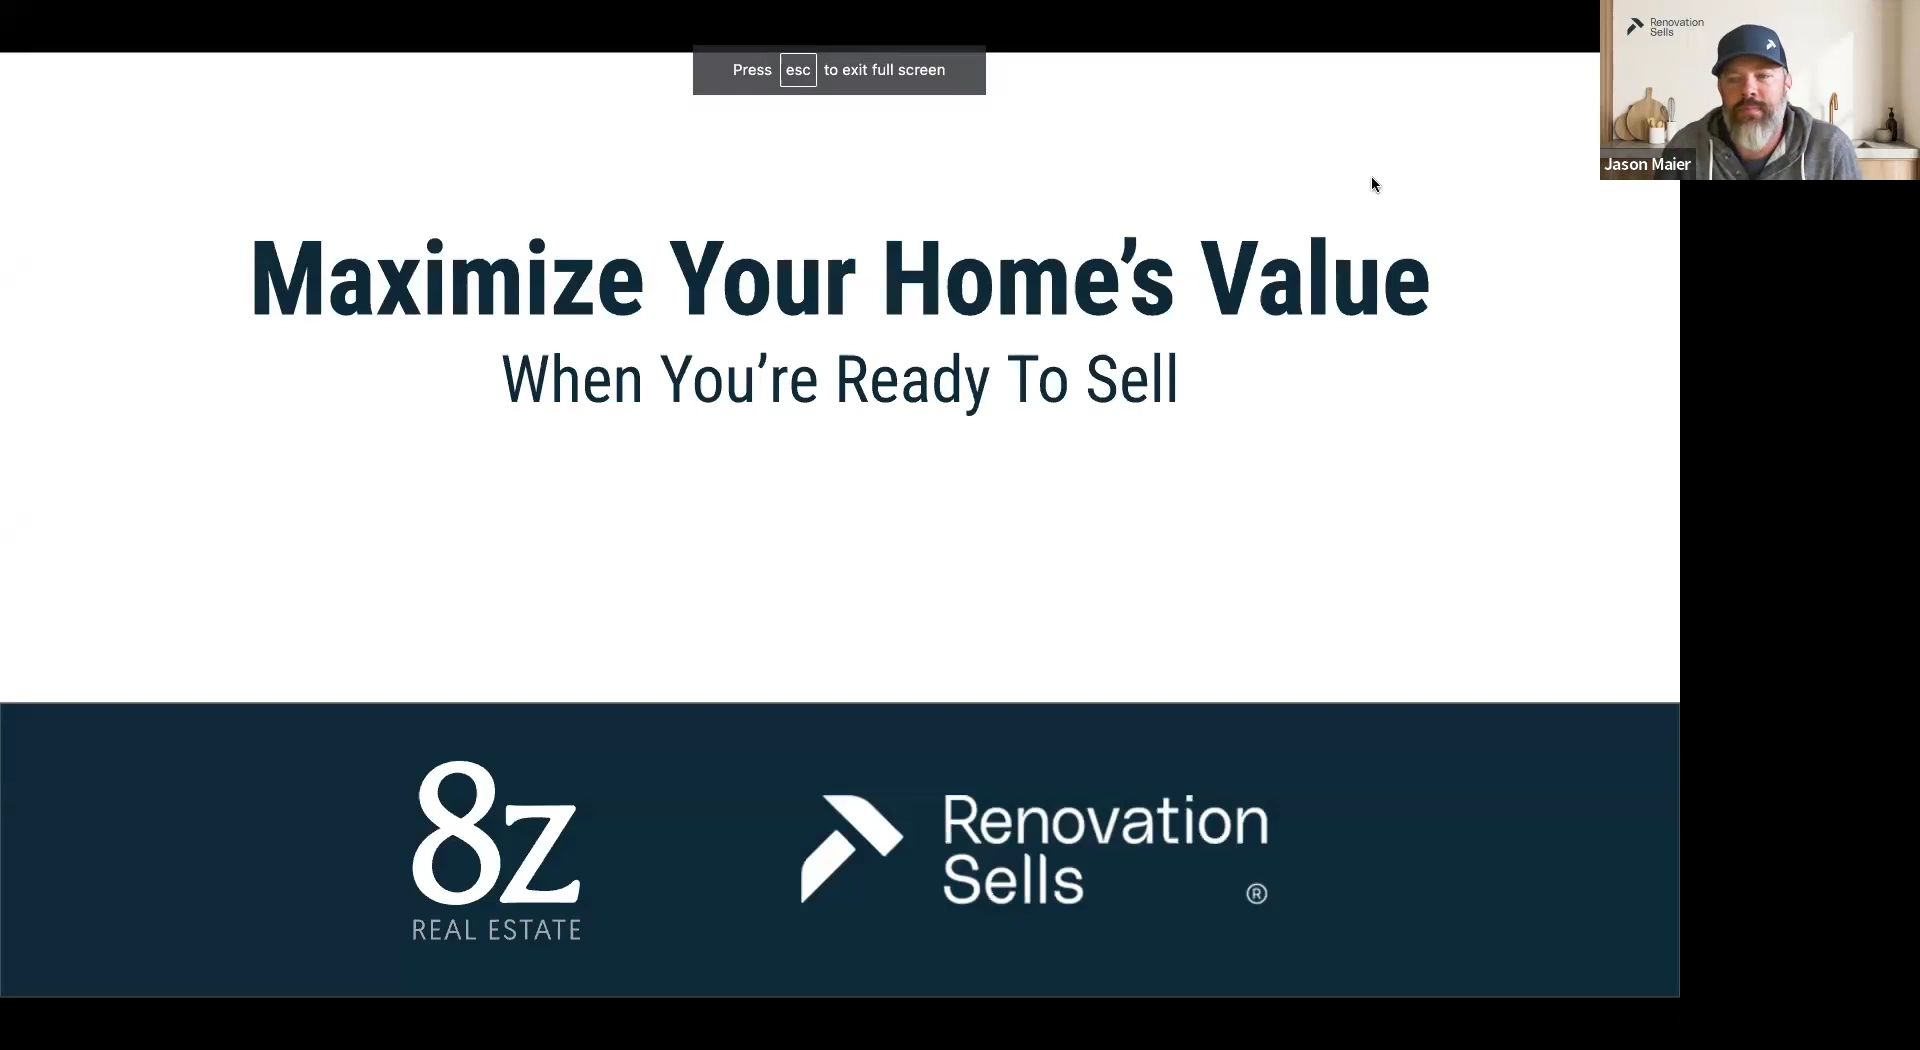 Press esc to exit full screen
Renovation
Sells
Jason Maier
Maximize Your Home’s Value
When You’re Ready To Sell
8z
REAL ESTATE
Renovation
Sells ®